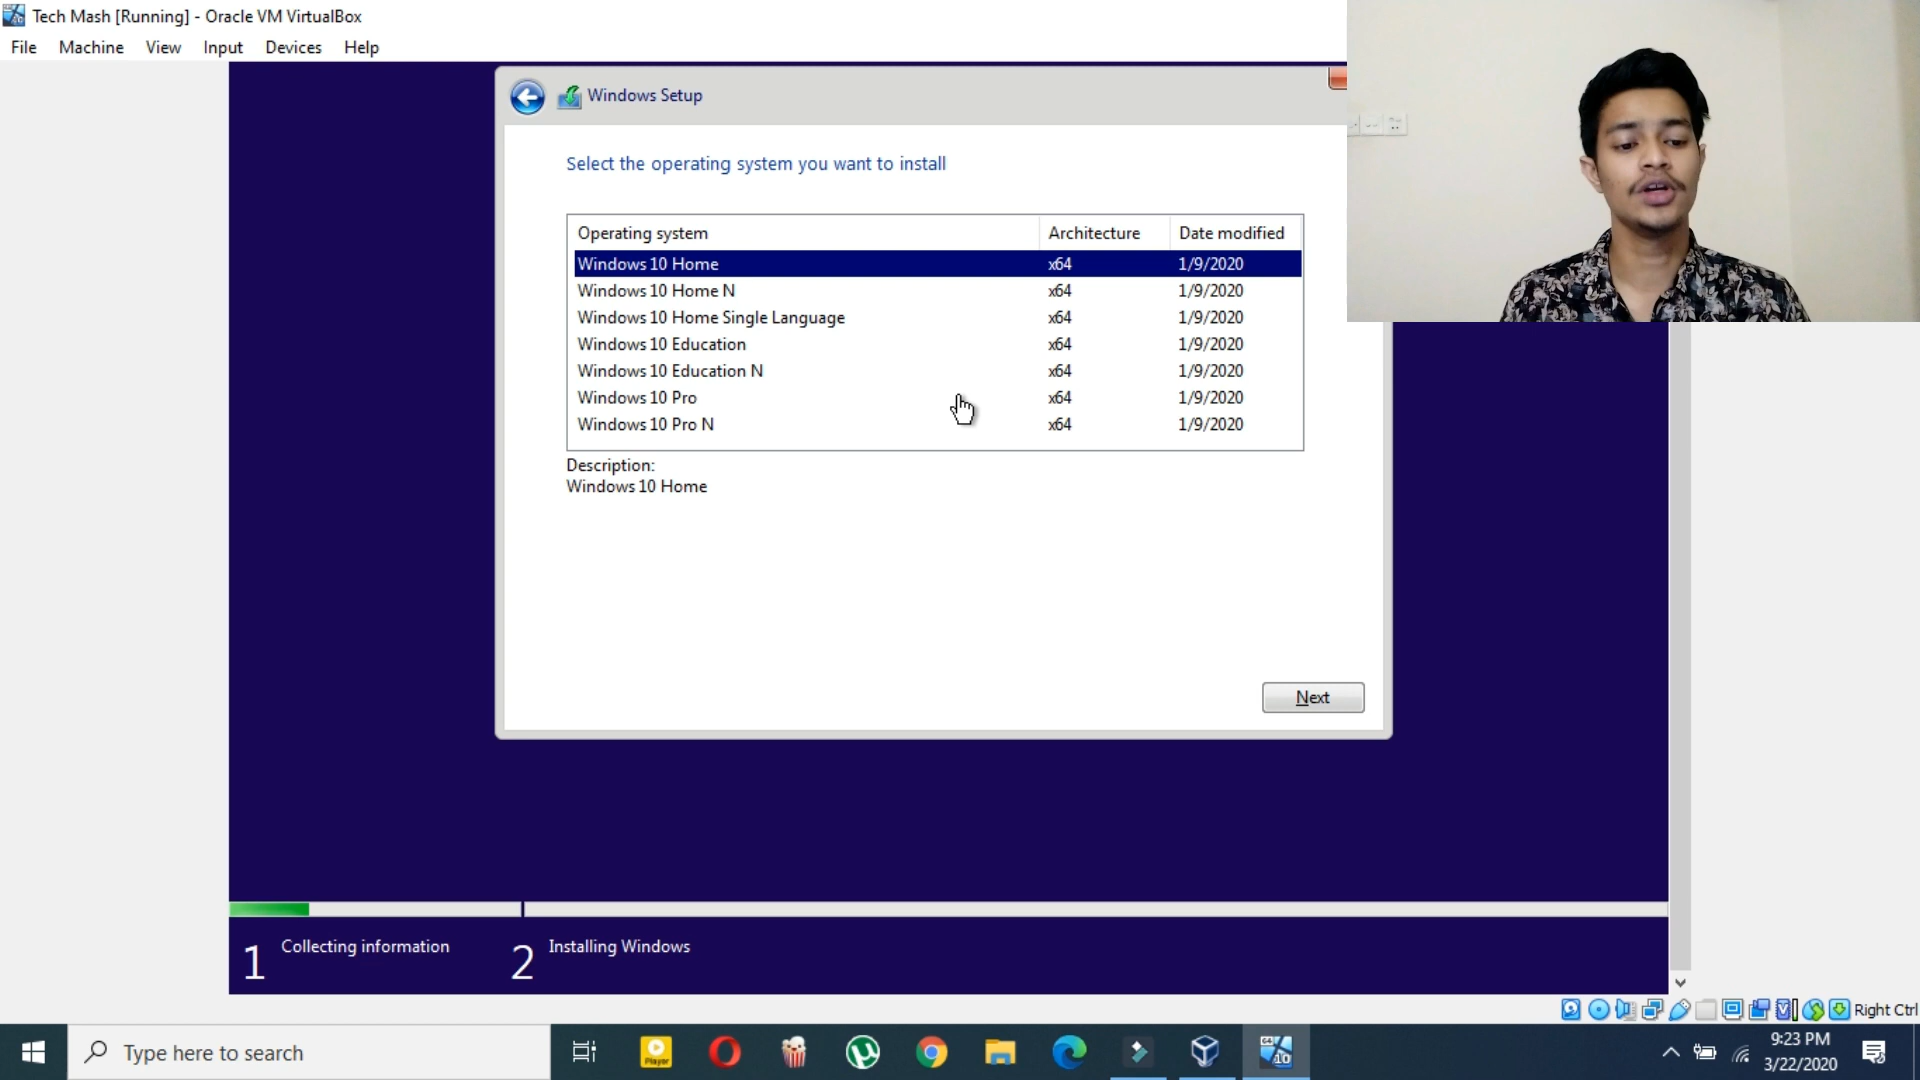 Tech Mash [Running] - Oracle VM VirtualBox
File Machine View Input Devices Help
Windows Setup
Select the operating system you want to install
Operating system Architecture Date modified
Windows 10 Home x64 1/9/2020
Windows 10 Home N x64 1/9/2020
Windows 10 Home Single Language x64 1/9/2020
Windows 10 Education x64 1/9/2020
Windows 10 Education N x64 1/9/2020
Windows 10 Pro x64 1/9/2020
Windows 10 Pro N x64 1/9/2020
Description:
Windows 10 Home
Next
1 Collecting information 2 Installing Windows
Right Ctrl
Type here to search
Player
64
10
9:23 PM
3/22/2020